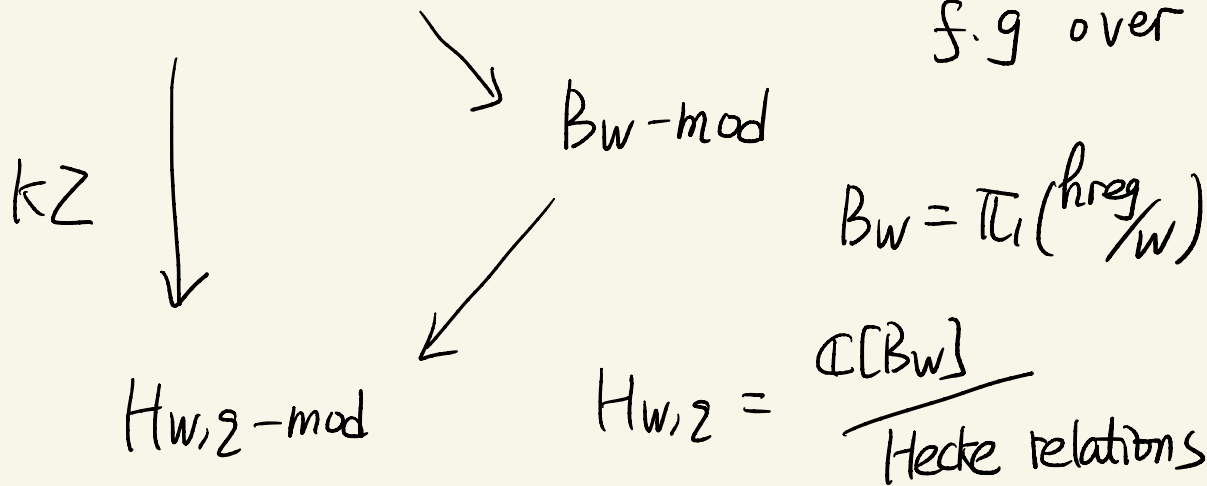 f.g over
Bw-mod
KZ
Bw = π₁(hreg/W)
ℂ[Bw]
Hw,q-mod
Hw,q =
Hecke relations